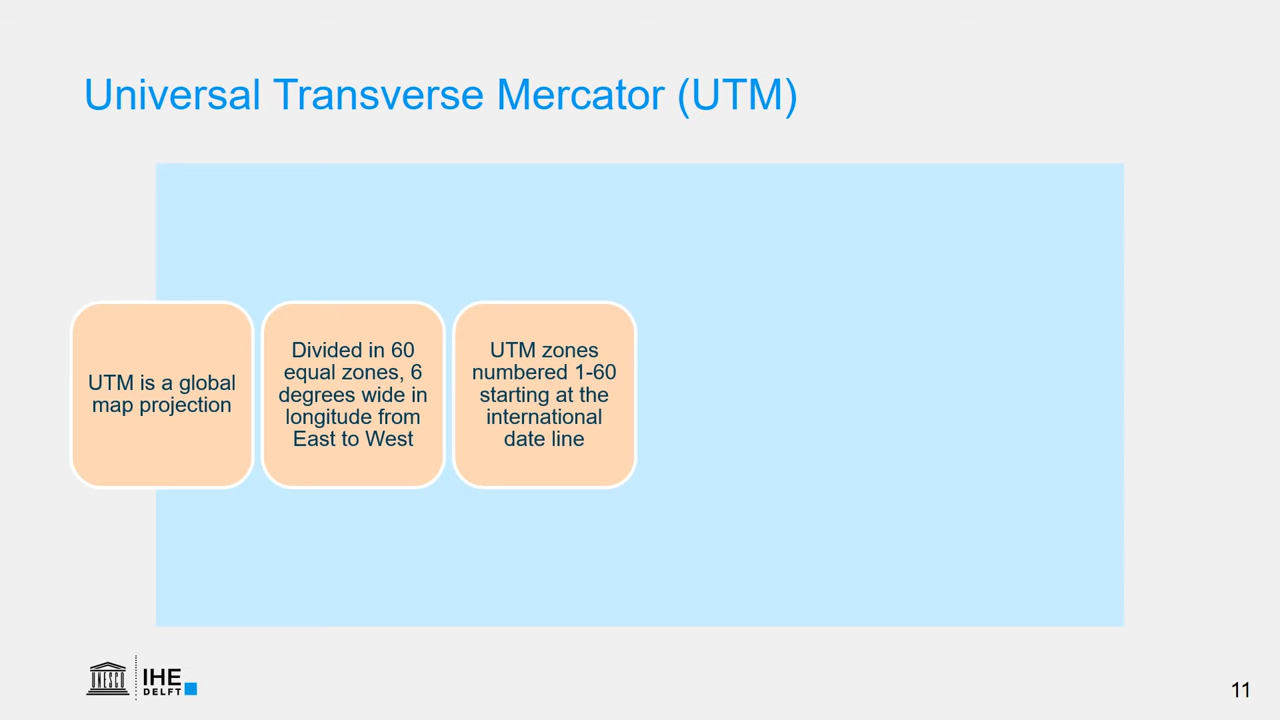 Universal Transverse Mercator (UTM)
UTM is a global
map projection
Divided in 60
equal zones, 6
degrees wide in
longitude from
East to West
UTM zones
numbered 1-60
starting at the
international
date line
UNESCO
IHE
DELFT
11